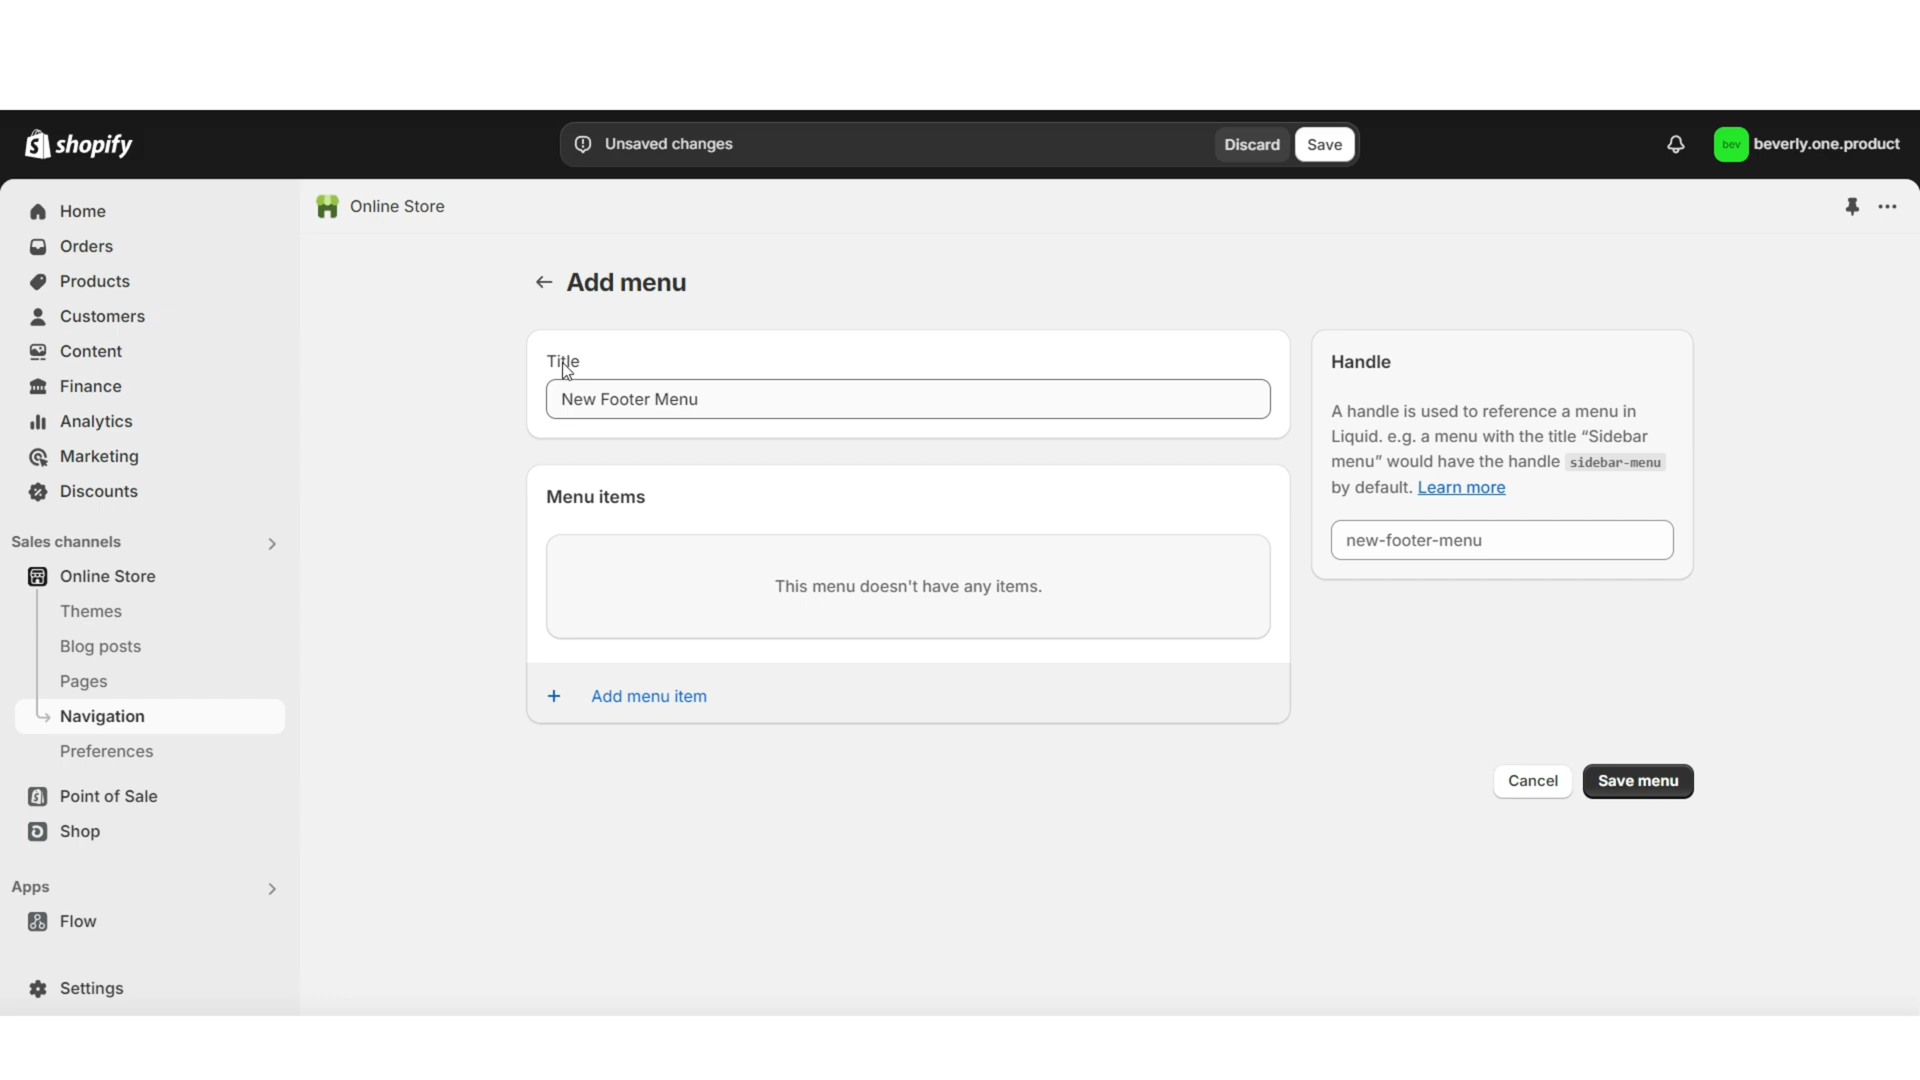 shopify
Unsaved changes
Discard
Save
bev
beverly.one.product
Home
Orders
Products
Customers
Content
Finance
Analytics
Marketing
Discounts
Sales channels
Online Store
Themes
Blog posts
Pages
Navigation
Preferences
Point of Sale
Shop
Apps
Flow
Settings
Online Store
Add menu
Title
New Footer Menu
Menu items
This menu doesn't have any items.
+ Add menu item
Handle
A handle is used to reference a menu in
Liquid. e.g. a menu with the title “Sidebar
menu” would have the handle sidebar-menu
by default. Learn more
new-footer-menu
Cancel
Save menu